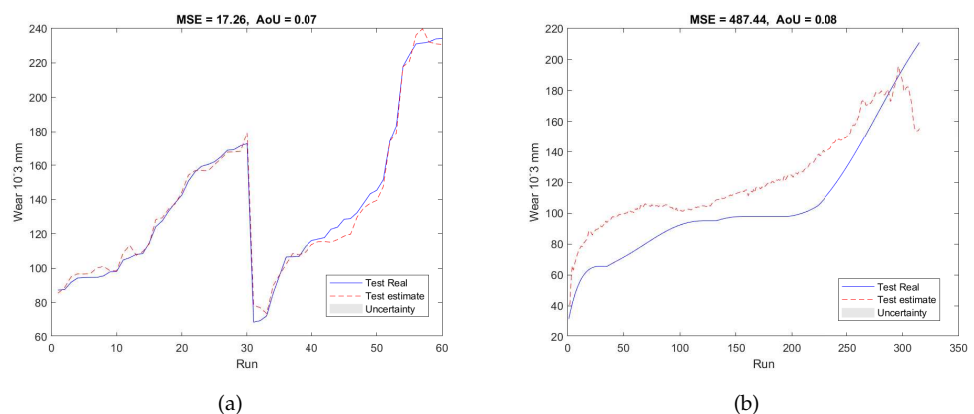 MSE = 17.26, AoU = 0.07
240
220
200
180
160
140
120
100
80
60
0
10
20
30
40
50
60
Wear 10^3 mm
Run
Test Real
Test estimate
Uncertainty
(a)
MSE = 487.44, AoU = 0.08
220
200
180
160
140
120
100
80
60
40
20
0
50
100
150
200
250
300
350
Wear 10^3 mm
Run
Test Real
Test estimate
Uncertainty
(b)